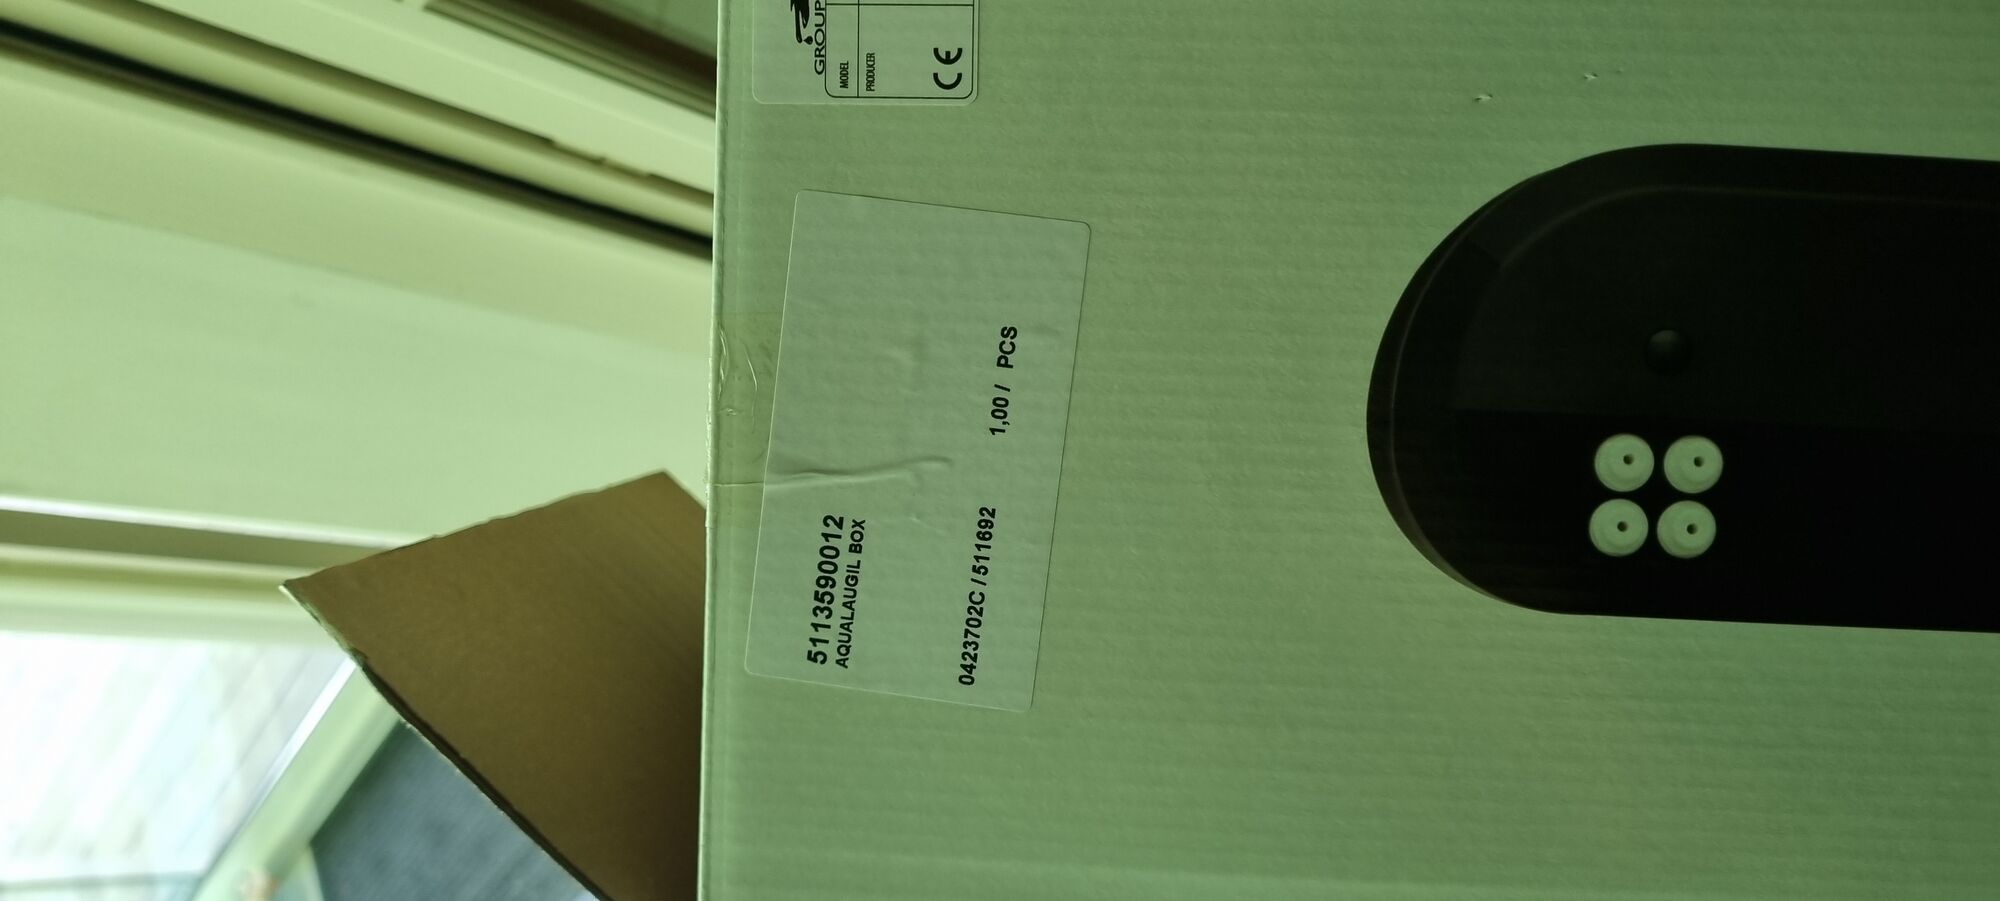 GROUP
MODEL
PRODUCER
CE
5113590012
AQUALAUGIL BOX
0423702C / 511692 1,00 / PCS